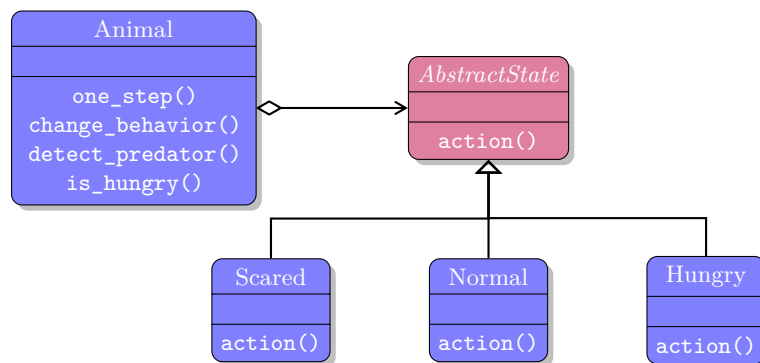 Animal
one_step()
change_behavior()
detect_predator()
is_hungry()
AbstractState
action()
Scared
action()
Normal
action()
Hungry
action()